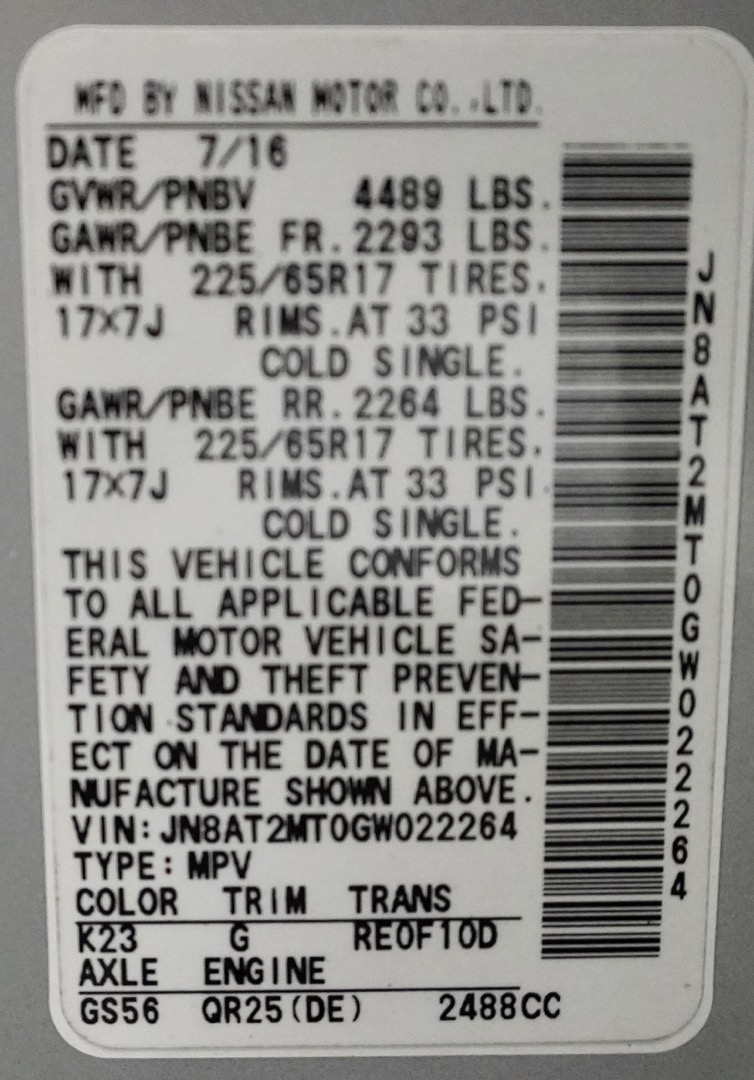 MFD BY NISSAN MOTOR CO.,LTD.
DATE 7/16
GVWR/PNBV 4489 LBS.
GAWR/PNBE FR. 2293 LBS.
WITH 225/65R17 TIRES.
17X7J RIMS.AT 33 PSI
COLD SINGLE.
GAWR/PNBE RR. 2264 LBS.
WITH 225/65R17 TIRES.
17X7J RIMS.AT 33 PSI
COLD SINGLE.
THIS VEHICLE CONFORMS
TO ALL APPLICABLE FED-
ERAL MOTOR VEHICLE SA-
FETY AND THEFT PREVEN-
TION STANDARDS IN EFF-
ECT ON THE DATE OF MA-
NUFACTURE SHOWN ABOVE.
VIN: JN8AT2MT0GW022264
TYPE: MPV
COLOR TRIM TRANS
K23 G RE0F10D
AXLE ENGINE
GS56 QR25(DE) 2488CC
JN8AT2MT0GW022264